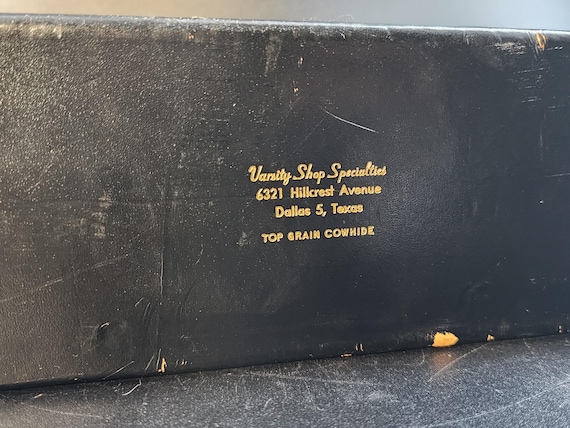 Varsity Shop Specialties
6321 Hillcrest Avenue
Dallas 5, Texas
TOP GRAIN COWHIDE